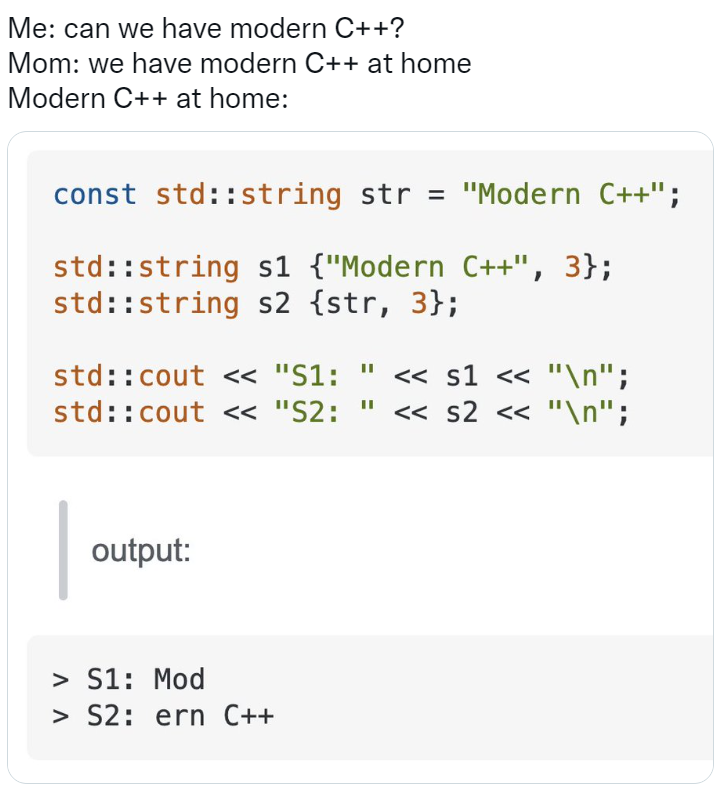 Me: can we have modern C++?
Mom: we have modern C++ at home
Modern C++ at home:
const std::string str = "Modern C++";
std::string s1 {"Modern C++", 3};
std::string s2 {str, 3};
std::cout << "S1: " << s1 << "\n";
std::cout << "S2: " << s2 << "\n";
output:
> S1: Mod
> S2: ern C++